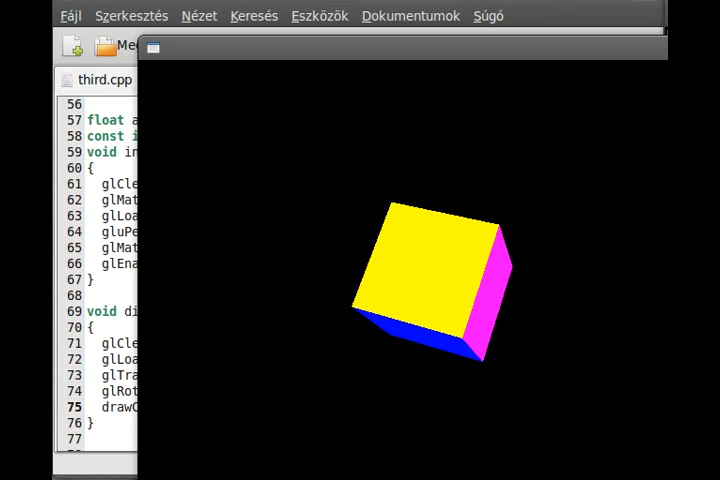 Fájl Szerkesztés Nézet Keresés Eszközök Dokumentumok Súgó
third.cpp
56
57 float a
58 const i
59 void in
60 {
61 glCle
62 glMat
63 glLoa
64 gluPe
65 glMat
66 glEna
67 }
68
69 void di
70 {
71 glCle
72 glLoa
73 glTra
74 glRot
75 drawC
76 }
77